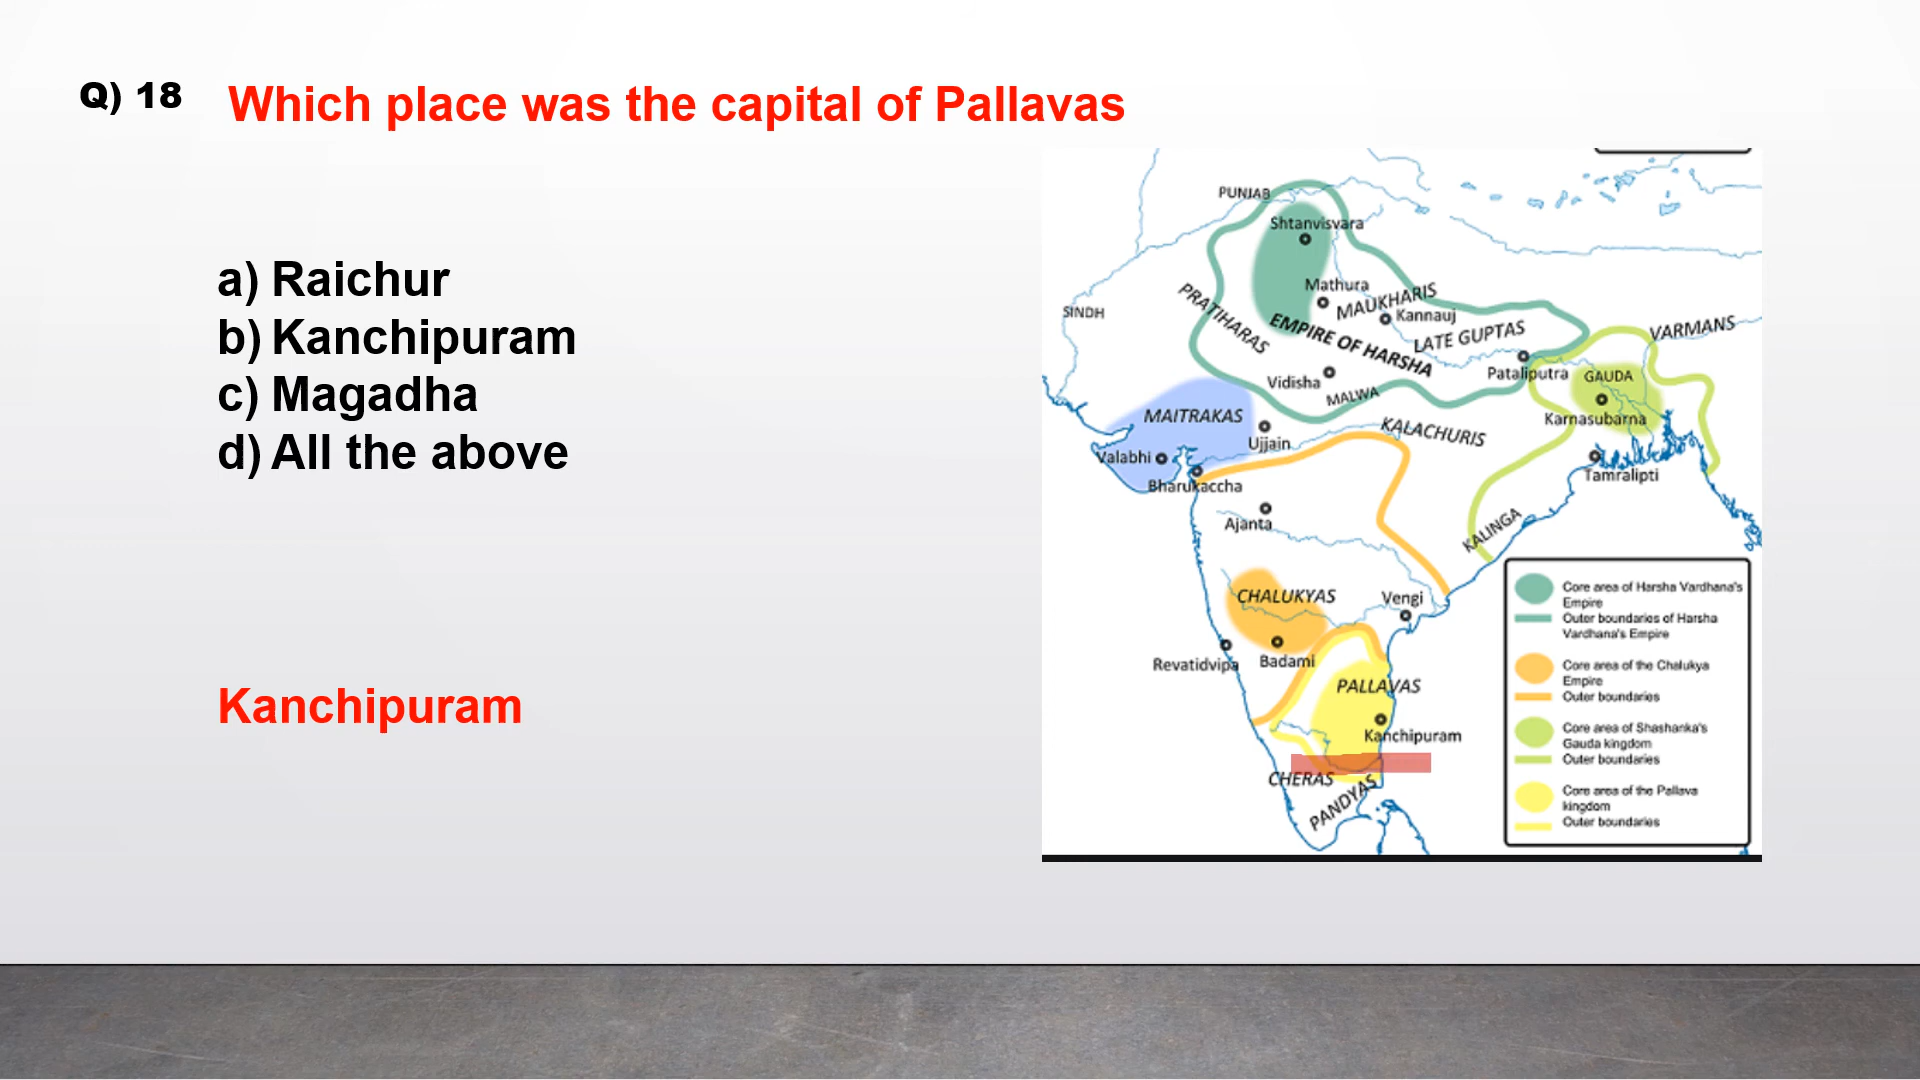 Q) 18 Which place was the capital of Pallavas
a) Raichur
b) Kanchipuram
c) Magadha
d) All the above
Kanchipuram
PUNJAB
Shtanvisvara
Mathura
MAUKHARIS
Kannauj
PRATIHARAS
SINDH
EMPIRE OF HARSHA
LATE GUPTAS
VARMANS
Pataliputra
GAUDA
Vidisha
MALWA
Karnasubarna
MAITRAKAS
KALACHURIS
Ujjain
Valabhi
Bharukaccha
Tamralipti
Ajanta
KALINGA
CHALUKYAS
Vengi
Revatidvipa
Badami
PALLAVAS
Kanchipuram
CHERAS
PANDYAS
Core area of Harsha Vardhana's
Empire
Outer boundaries of Harsha
Vardhana's Empire
Core area of the Chalukya
Empire
Outer boundaries
Core area of Shashanka's
Gauda kingdom
Outer boundaries
Core area of the Pallava
kingdom
Outer boundaries